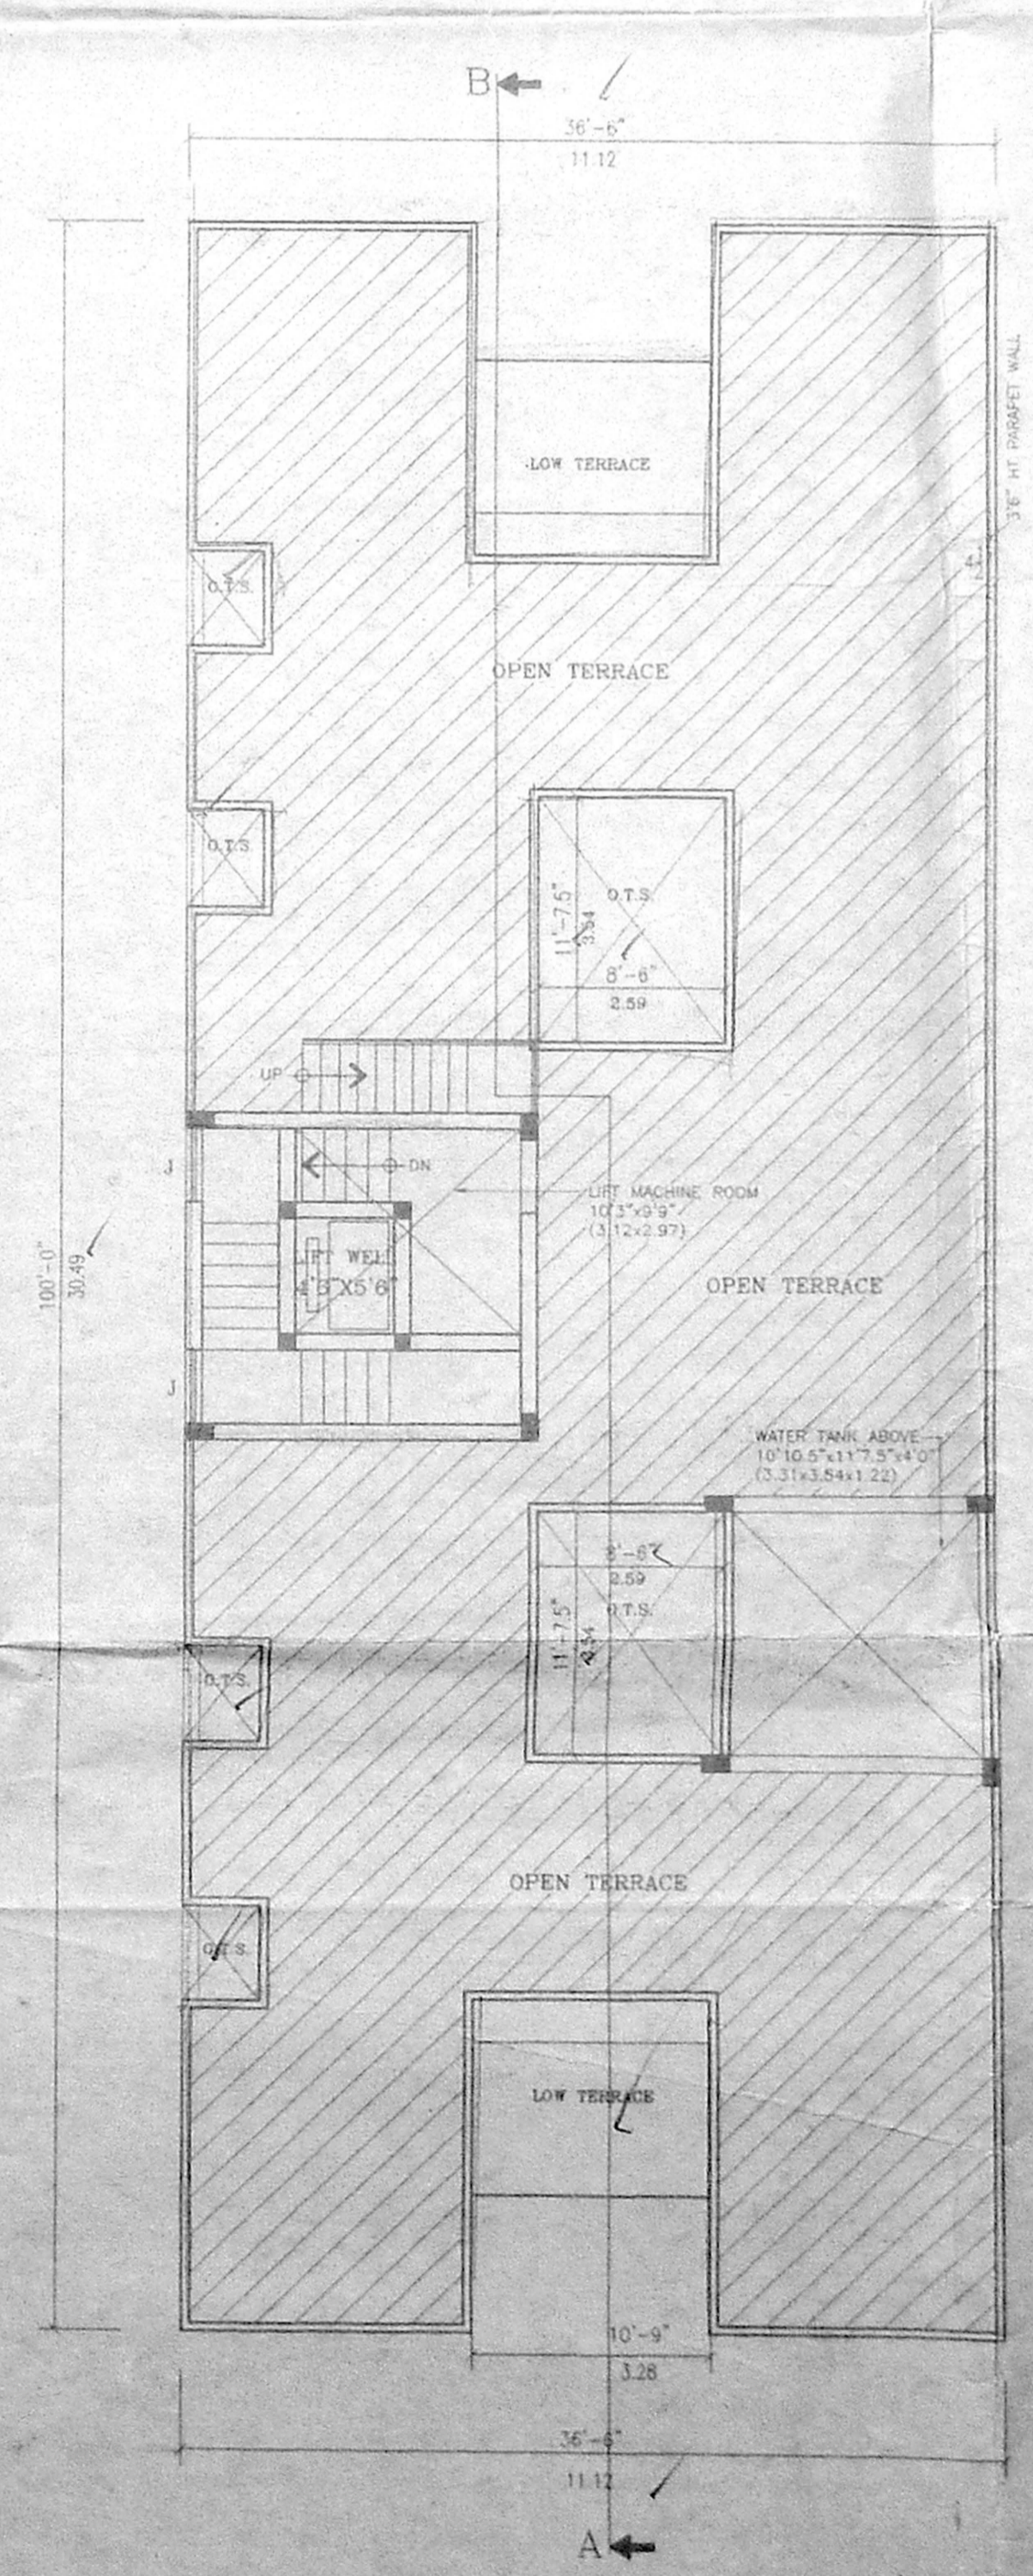 B
36'-6"
11.12
3'6" HT PARAPET WALL
LOW TERRACE
O.T.S.
OPEN TERRACE
O.T.S
O.T.S.
11'-7.5"
3.54
8'-6"
2.59
UP
DN
J
LIFT MACHINE ROOM
10'3"x9'9"
(3.12x2.97)
LIFT WELL
4'6"X5'6"
100'-0"
30.49
OPEN TERRACE
J
WATER TANK ABOVE
10'10.5"x11'7.5"x4'0"
(3.31x3.54x1.22)
8'-6"
2.59
O.T.S.
11'-7.5"
3.54
O.T.S.
OPEN TERRACE
O.T.S.
LOW TERRACE
10'-9"
3.28
36'-6"
11.12
A